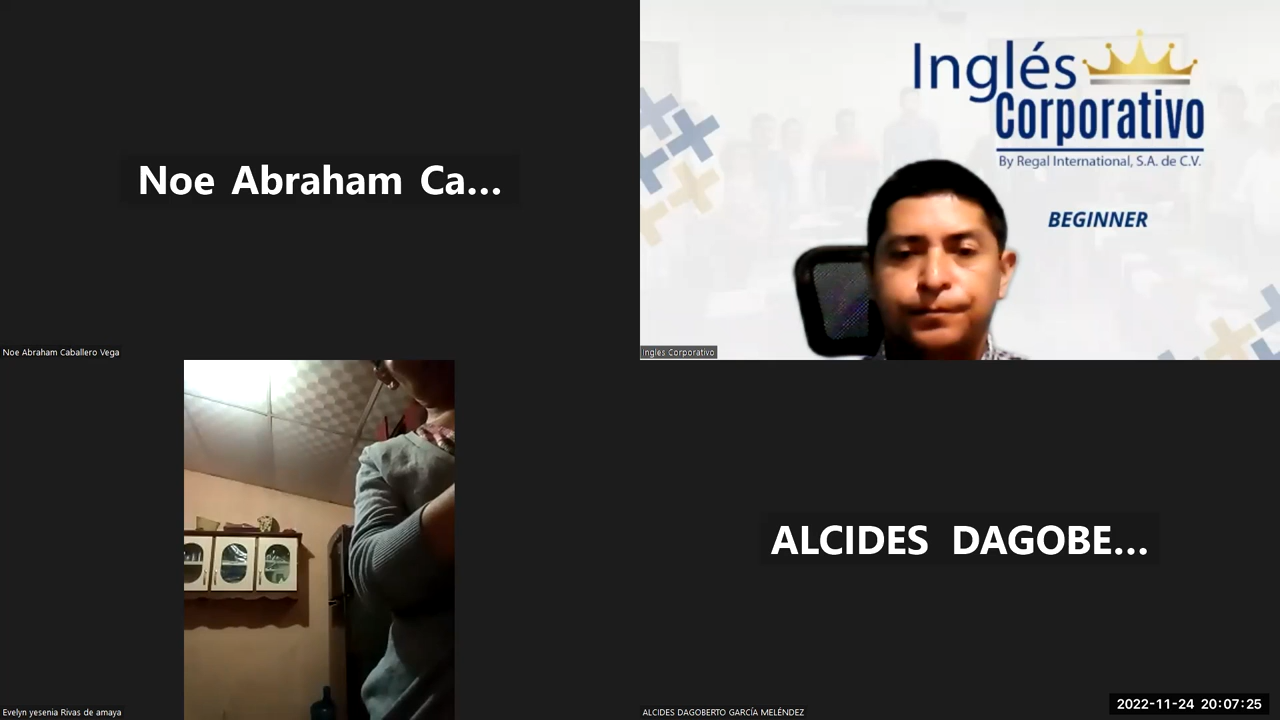 Noe Abraham Ca...
Noe Abraham Caballero Vega
Inglés
Corporativo
By Regal International, S.A. de C.V.
BEGINNER
Ingles Corporativo
Evelyn yesenia Rivas de amaya
ALCIDES DAGOBE...
ALCIDES DAGOBERTO GARCÍA MELÉNDEZ
2022-11-24 20:07:25